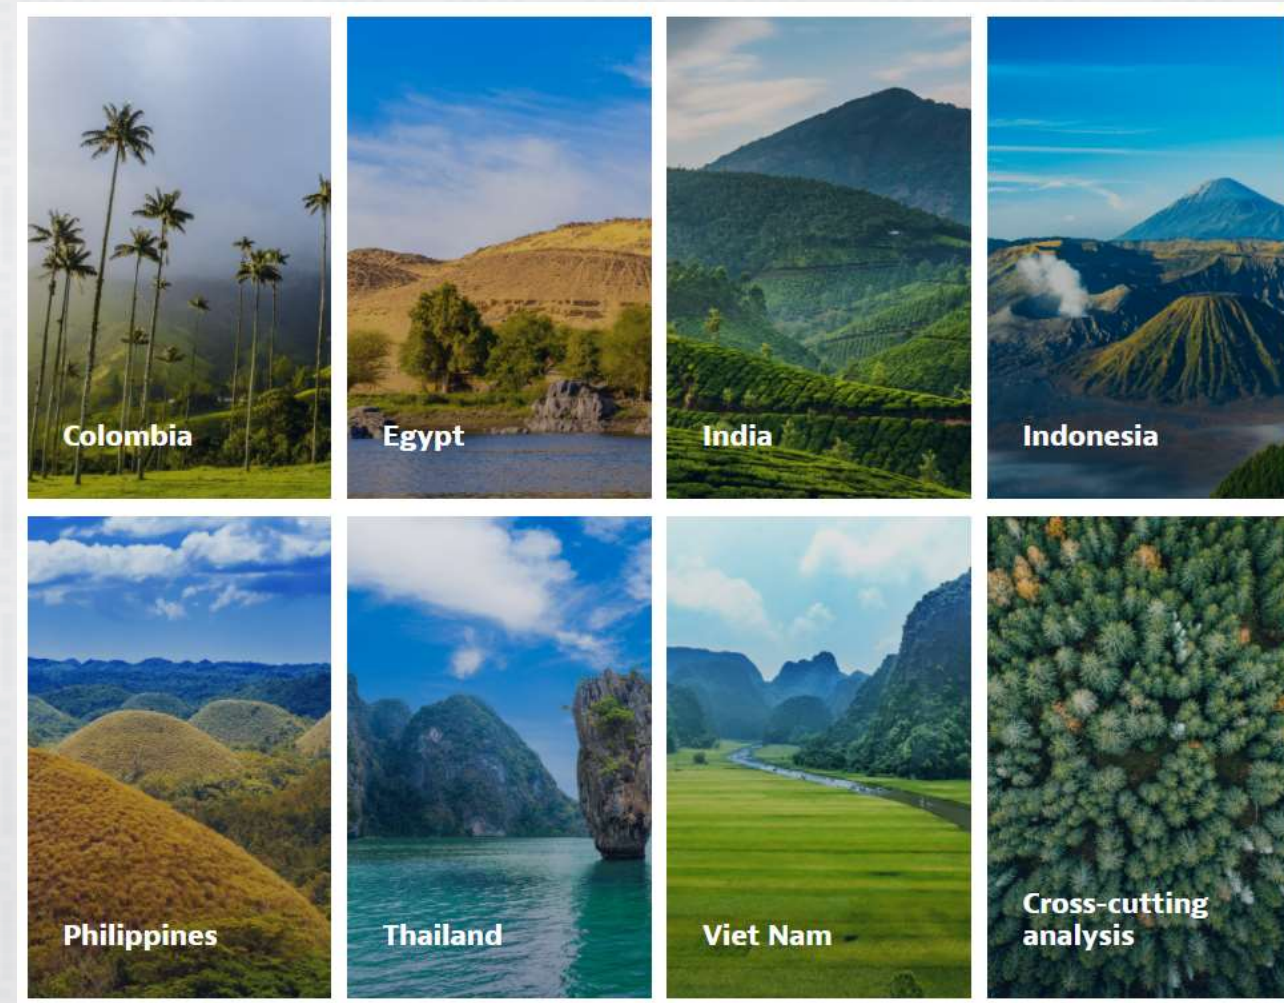 Colombia
Egypt
India
Indonesia
Philippines
Thailand
Viet Nam
Cross-cutting
analysis